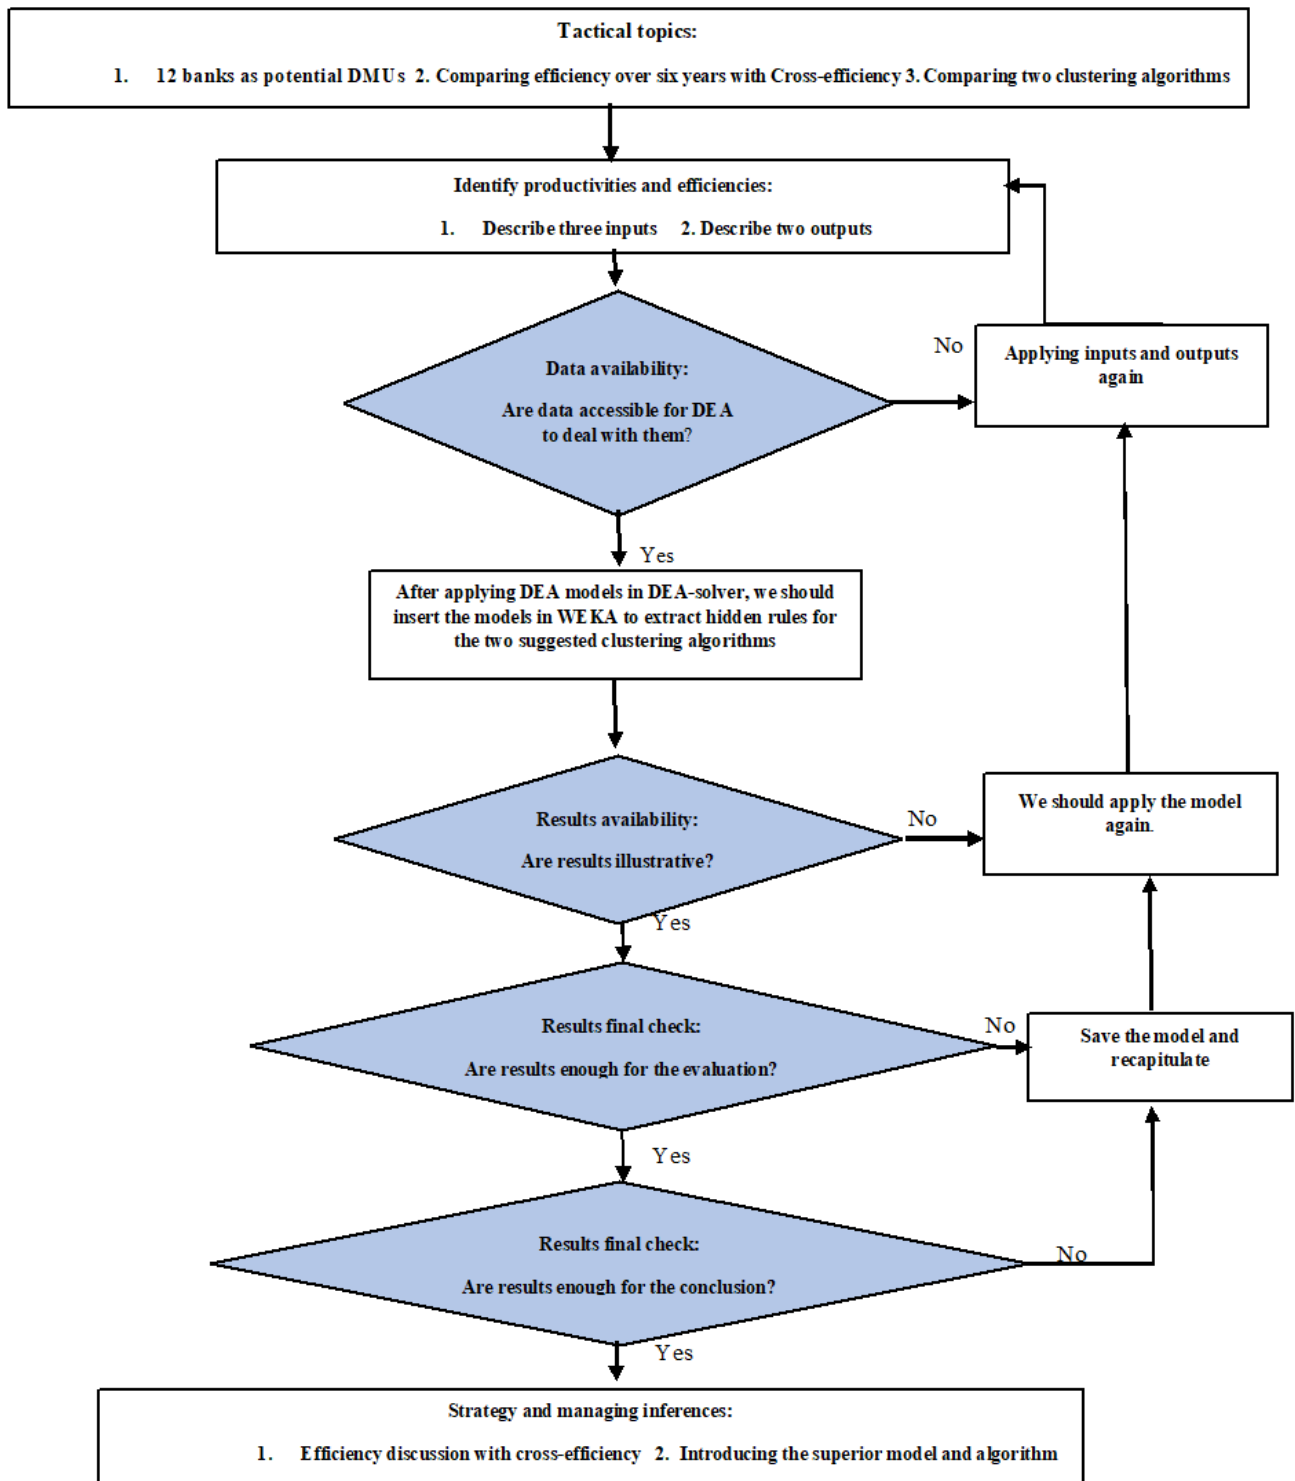 Tactical topics:
1. 12 banks as potential DMUs 2. Comparing efficiency over six years with Cross-efficiency 3. Comparing two clustering algorithms
Identify productivities and efficiencies:
1. Describe three inputs 2. Describe two outputs
Data availability:
Are data accessible for DEA
to deal with them?
No
Applying inputs and outputs
again
Yes
After applying DEA models in DEA-solver, we should
insert the models in WEKA to extract hidden rules for
the two suggested clustering algorithms
Results availability:
Are results illustrative?
No
We should apply the model
again.
Yes
Results final check:
Are results enough for the evaluation?
No
Save the model and
recapitulate
Yes
Results final check:
Are results enough for the conclusion?
No
Yes
Strategy and managing inferences:
1. Efficiency discussion with cross-efficiency 2. Introducing the superior model and algorithm